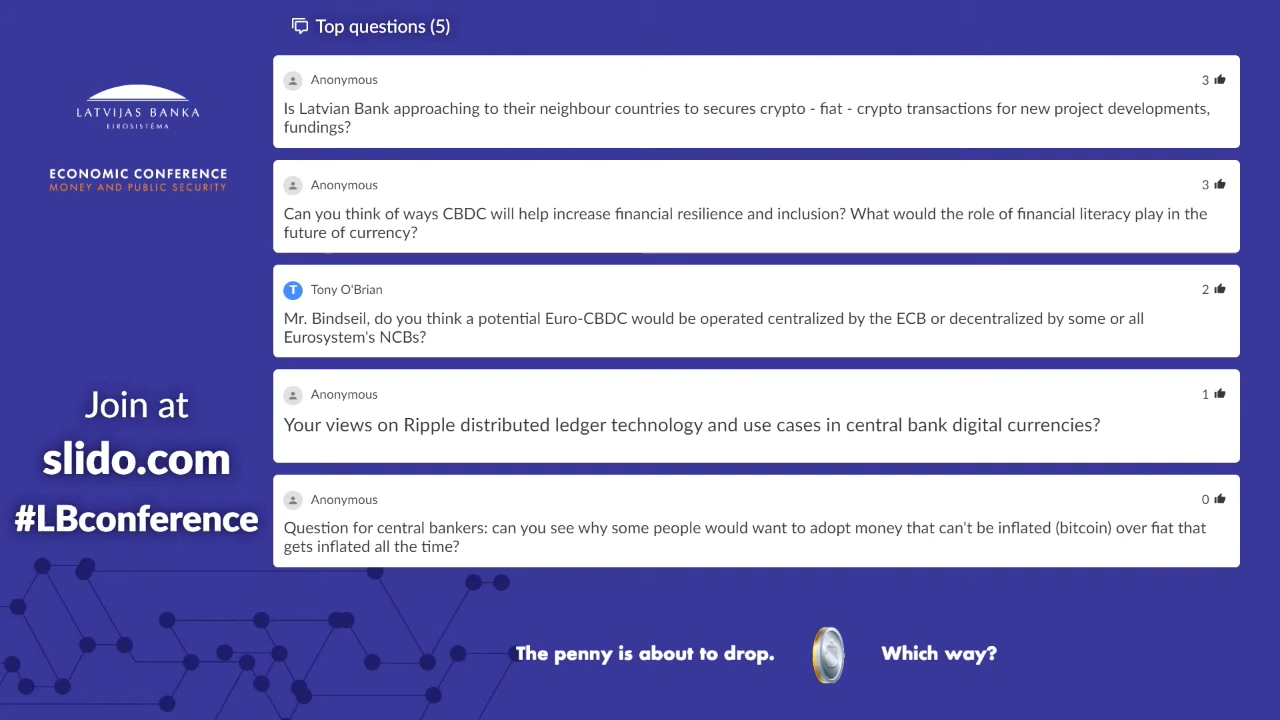 Top questions (5)
LATVIJAS BANKA
EIROSISTĒMA
ECONOMIC CONFERENCE
MONEY AND PUBLIC SECURITY
Anonymous
3
Is Latvian Bank approaching to their neighbour countries to secures crypto - fiat - crypto transactions for new project developments,
fundings?
Anonymous
3
Can you think of ways CBDC will help increase financial resilience and inclusion? What would the role of financial literacy play in the
future of currency?
T
Tony O'Brian
2
Mr. Bindseil, do you think a potential Euro-CBDC would be operated centralized by the ECB or decentralized by some or all
Eurosystem's NCBs?
Anonymous
1
Your views on Ripple distributed ledger technology and use cases in central bank digital currencies?
Anonymous
0
Question for central bankers: can you see why some people would want to adopt money that can't be inflated (bitcoin) over fiat that
gets inflated all the time?
Join at
slido.com
#LBconference
The penny is about to drop.
Which way?